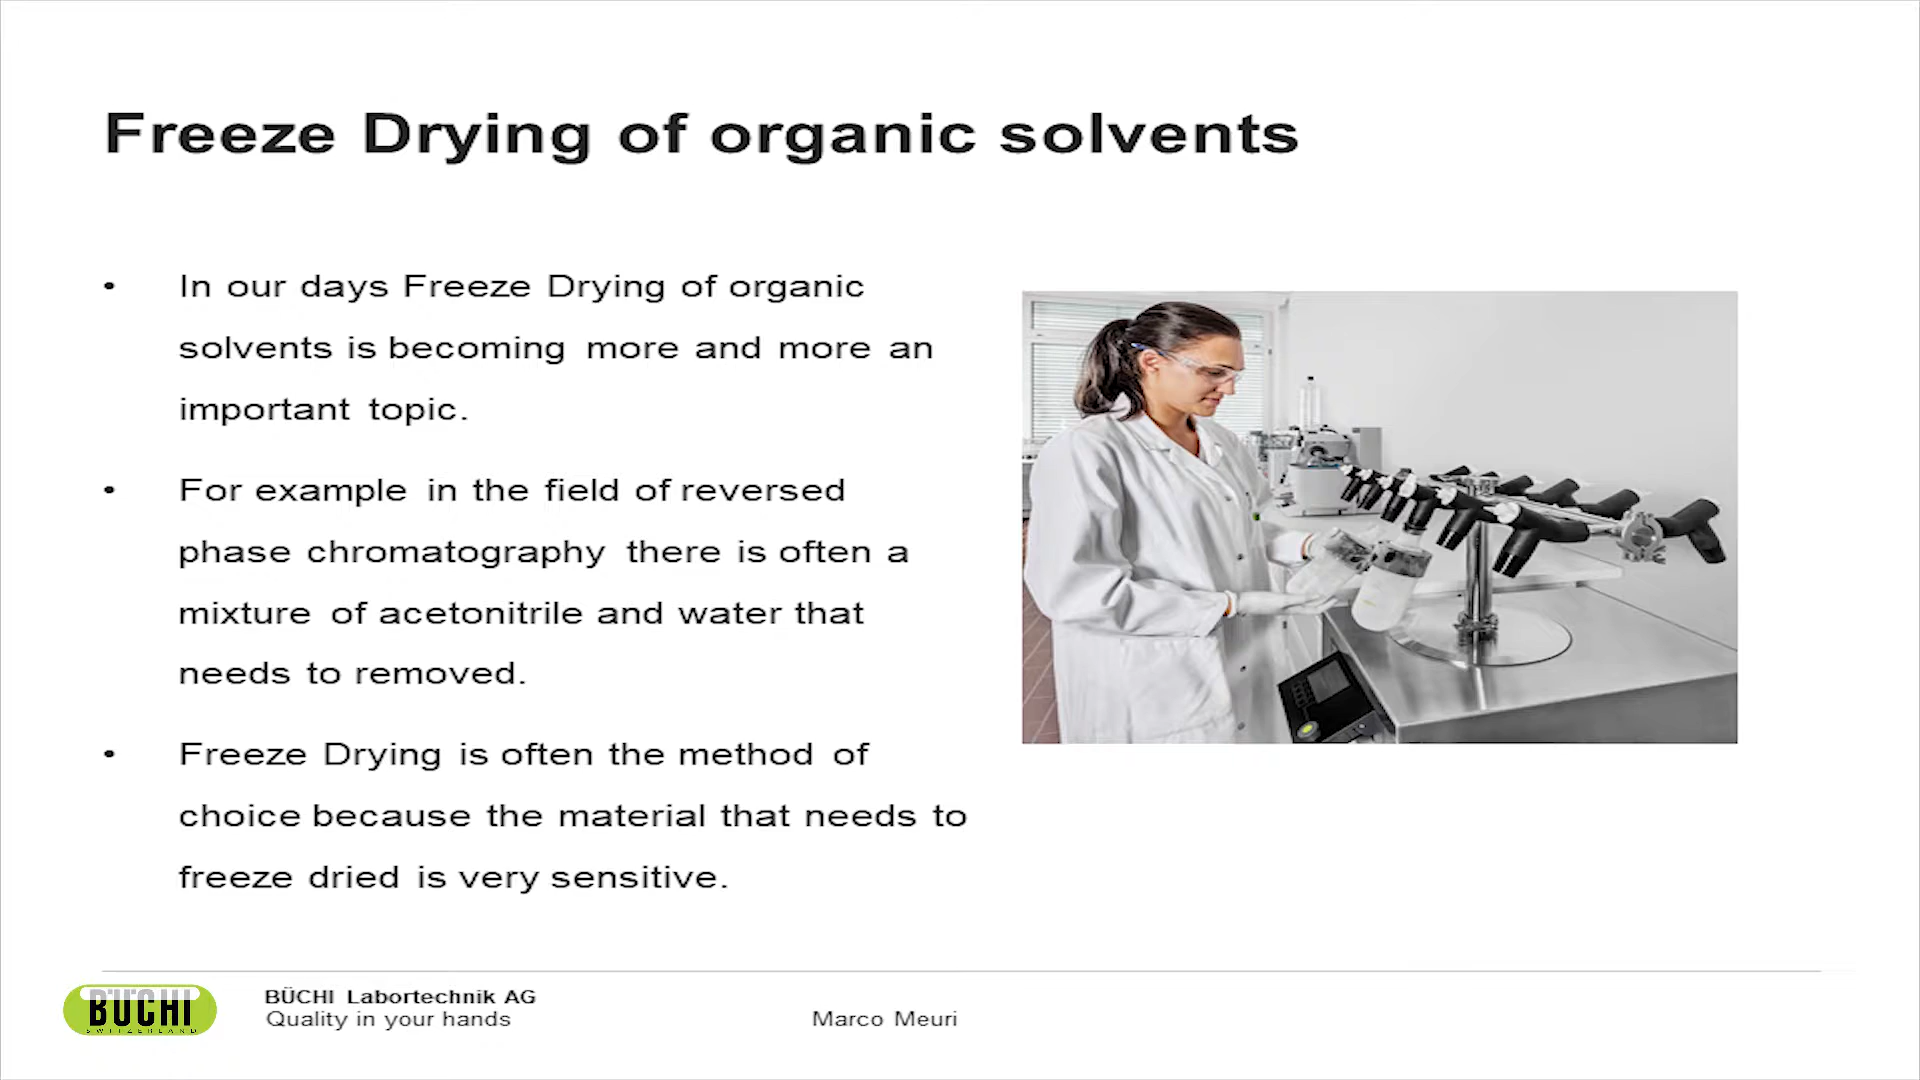 Freeze Drying of organic solvents
• In our days Freeze Drying of organic
solvents is becoming more and more an
important topic.
• For example in the field of reversed
phase chromatography there is often a
mixture of acetonitrile and water that
needs to removed.
• Freeze Drying is often the method of
choice because the material that needs to
freeze dried is very sensitive.
BÜCHI
SWITZERLAND
BÜCHI Labortechnik AG
Quality in your hands
Marco Meuri